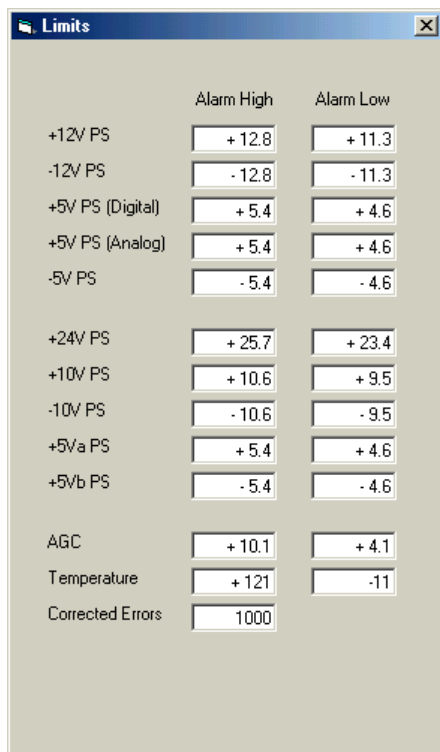 Limits
Alarm High Alarm Low
+12V PS + 12.8 + 11.3
-12V PS - 12.8 - 11.3
+5V PS (Digital) + 5.4 + 4.6
+5V PS (Analog) + 5.4 + 4.6
-5V PS - 5.4 - 4.6
+24V PS + 25.7 + 23.4
+10V PS + 10.6 + 9.5
-10V PS - 10.6 - 9.5
+5Va PS + 5.4 + 4.6
+5Vb PS - 5.4 - 4.6
AGC + 10.1 + 4.1
Temperature + 121 -11
Corrected Errors 1000